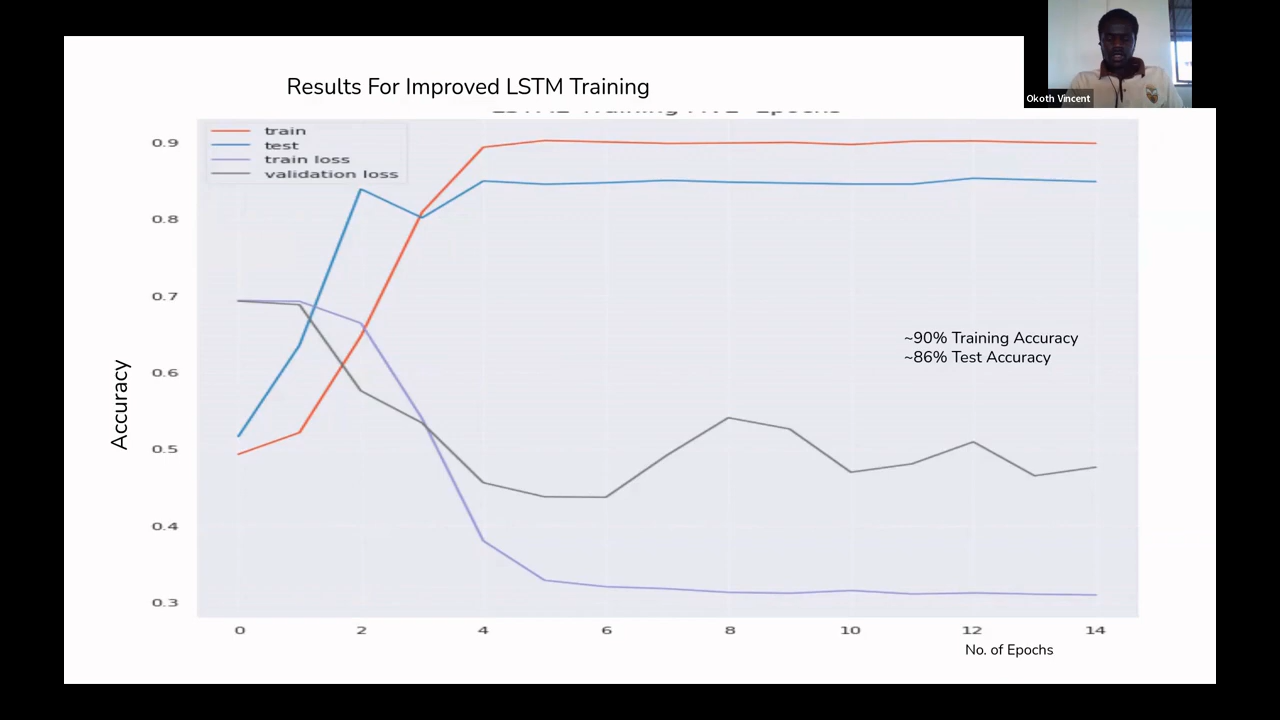 Okoth Vincent
Results For Improved LSTM Training
train
test
train loss
validation loss
0.9
0.8
0.7
0.6
0.5
0.4
0.3
Accuracy
~90% Training Accuracy
~86% Test Accuracy
0 2 4 6 8 10 12 14
No. of Epochs